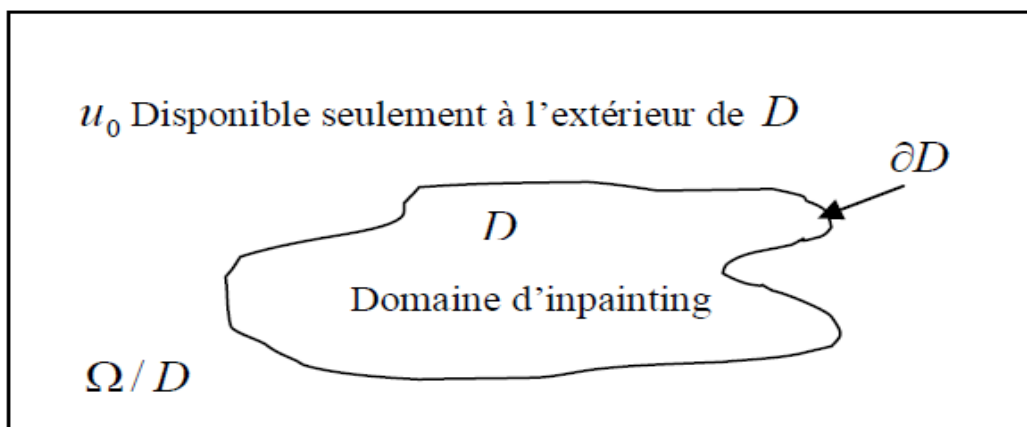 u₀ Disponible seulement à l’extérieur de D
∂D
D
Domaine d’inpainting
Ω / D